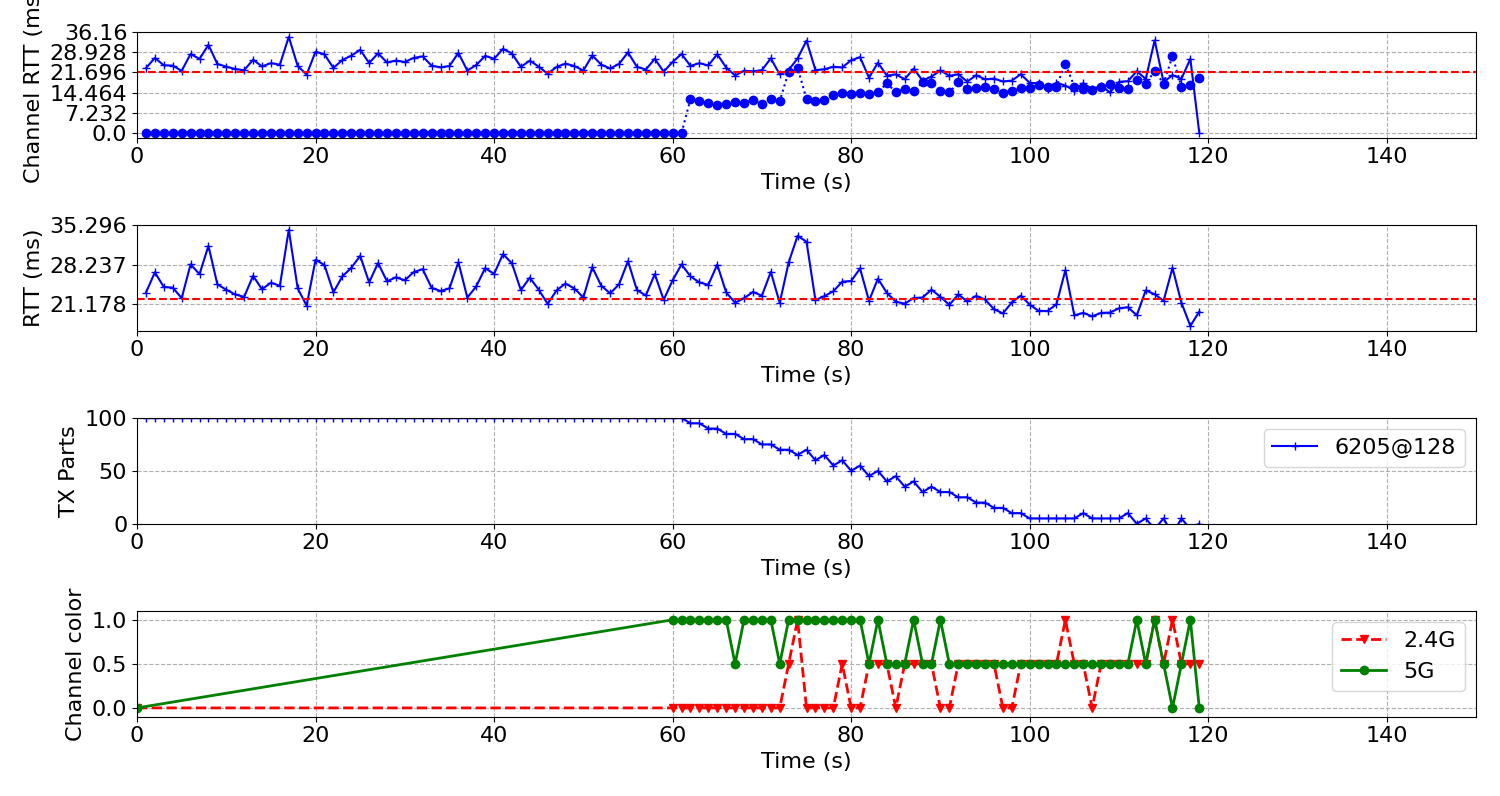 Channel RTT (ms
36.16
28.928
21.696
14.464
7.232
0.0
0 20 40 60 80 100 120 140
Time (s)
RTT (ms)
35.296
28.237
21.178
0 20 40 60 80 100 120 140
Time (s)
TX Parts
100
50
0
6205@128
0 20 40 60 80 100 120 140
Time (s)
Channel color
1.0
0.5
0.0
2.4G
5G
0 20 40 60 80 100 120 140
Time (s)